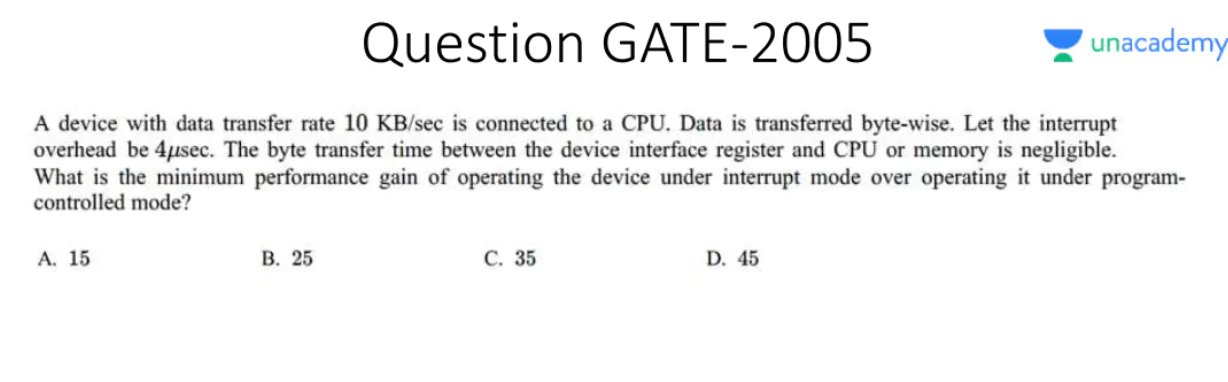 Question GATE-2005
unacademy
A device with data transfer rate 10 KB/sec is connected to a CPU. Data is transferred byte-wise. Let the interrupt
overhead be 4μsec. The byte transfer time between the device interface register and CPU or memory is negligible.
What is the minimum performance gain of operating the device under interrupt mode over operating it under program-
controlled mode?
A. 15 B. 25 C. 35 D. 45